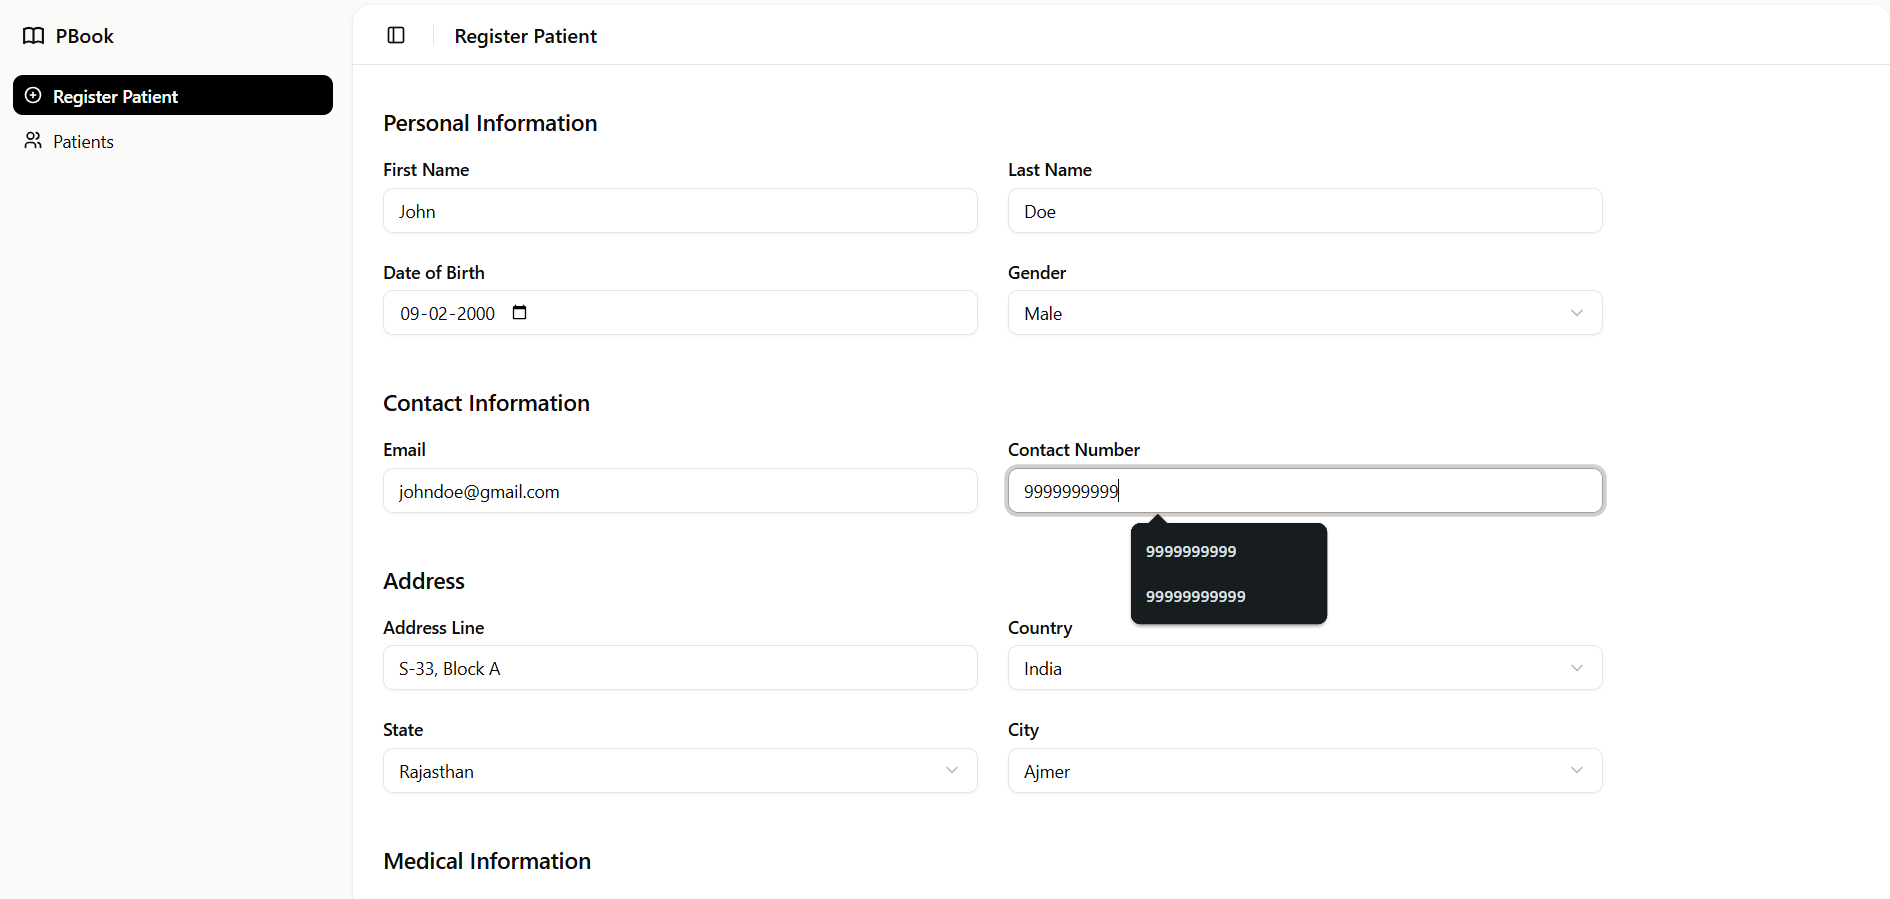 PBook
Register Patient
Patients
Register Patient
Personal Information
First Name
Last Name
John
Doe
Date of Birth
Gender
09-02-2000
Male
Contact Information
Email
Contact Number
johndoe@gmail.com
9999999999
9999999999
99999999999
Address
Address Line
Country
S-33, Block A
India
State
City
Rajasthan
Ajmer
Medical Information